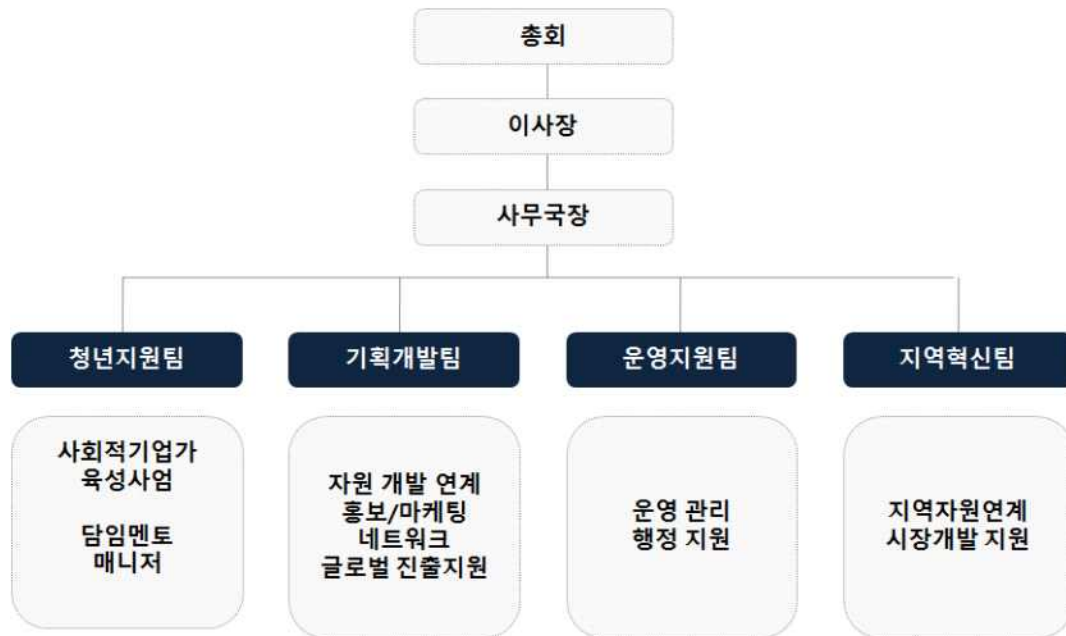 총회
이사장
사무국장
청년지원팀
기획개발팀
운영지원팀
지역혁신팀
사회적기업가
육성사엄
담임멘토
매니저
자원 개발 연계
홍보/마케팅
네트워크
글로벌 진출지원
운영 관리
행정 지원
지역자원연계
시장개발 지원